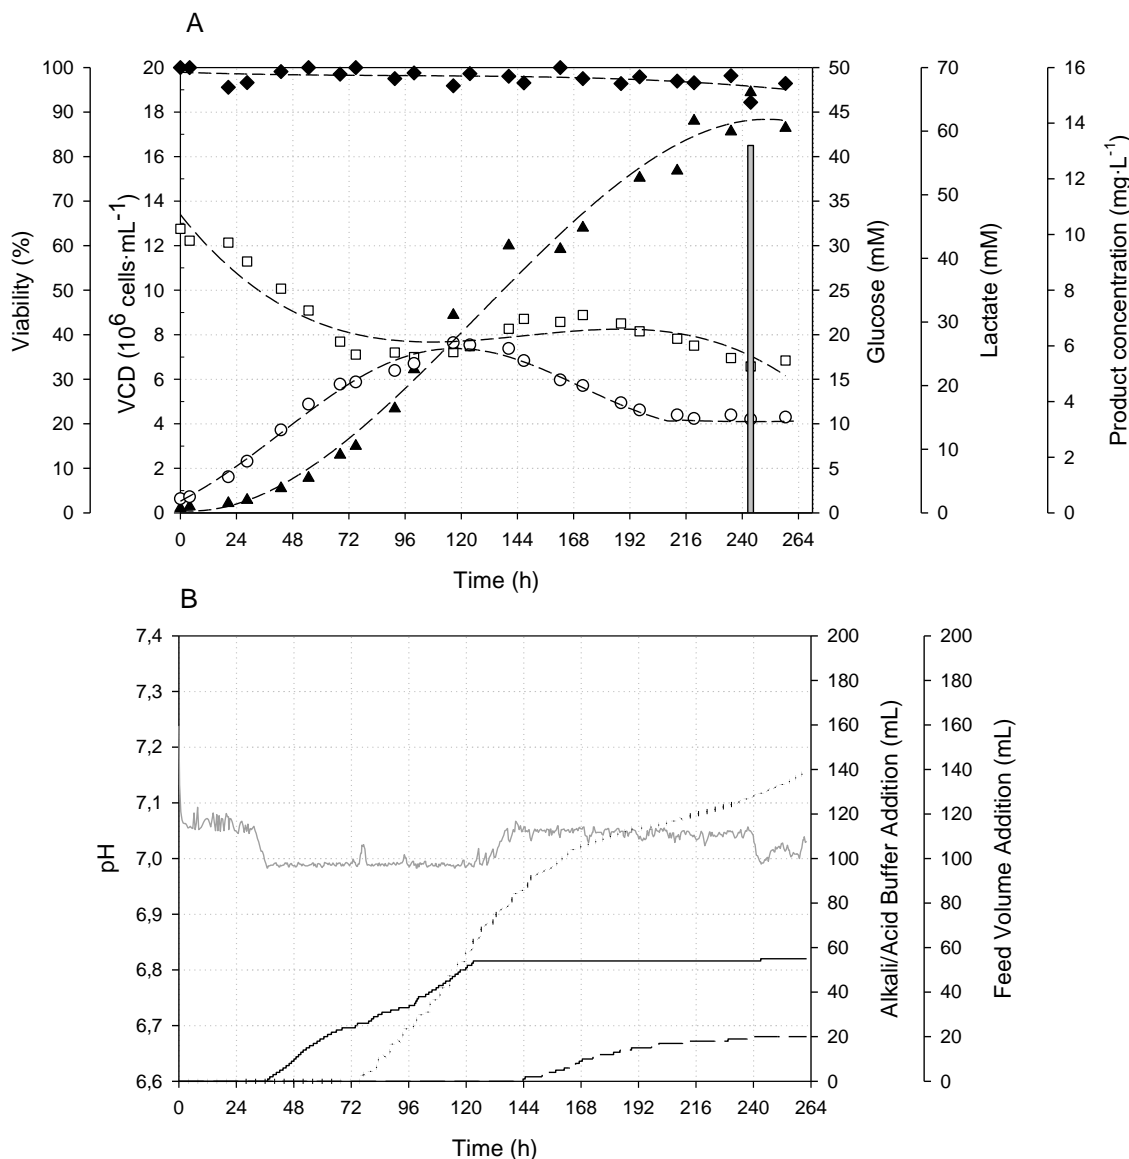 A
100 20 50 70 16
90 18 45
80 16 40 60 14
70 14 35 50 12
60 12 30 10
50 10 25 40 8
40 8 20 30 6
30 6 15 20 4
20 4 10
10 2 5 10 2
0 0 0 0 0
Viability (%)
VCD (10⁶ cells·mL⁻¹)
Glucose (mM)
Lactate (mM)
Product concentration (mg·L⁻¹)
0 24 48 72 96 120 144 168 192 216 240 264
Time (h)
B
7,4 200 200
180 180
7,3 160 160
7,2 140 140
7,1 120 120
7,0 100 100
6,9 80 80
60 60
6,8 40 40
6,7 20 20
6,6 0 0
pH
Alkali/Acid Buffer Addition (mL)
Feed Volume Addition (mL)
0 24 48 72 96 120 144 168 192 216 240 264
Time (h)